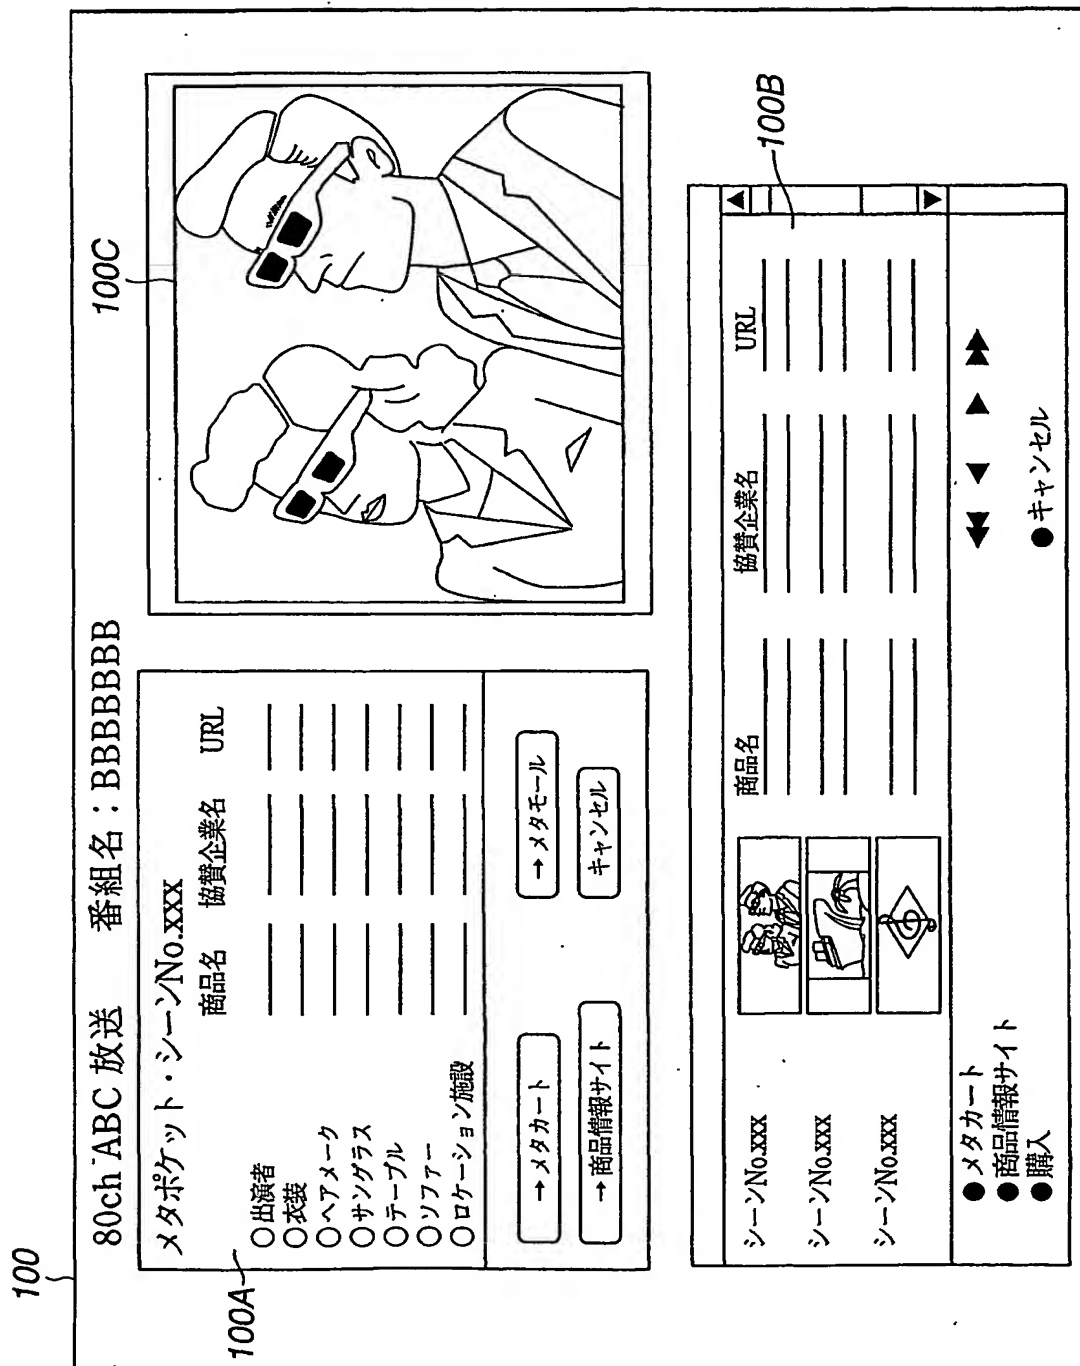 100
80ch ABC 放送 番組名：BBBBBB
100A
メタポケット・シーンNo.xxx
商品名 協賛企業名 URL
○出演者
○衣装
○ヘアメーク
○サングラス
○テーブル
○ソファー
○ロケーション施設
→メタカート
→メタモール
→商品情報サイト
キャンセル
100C
100B
商品名 協賛企業名 URL
シーンNo.xxx
シーンNo.xxx
シーンNo.xxx
●メタカート
●商品情報サイト
●購入
●キャンセル